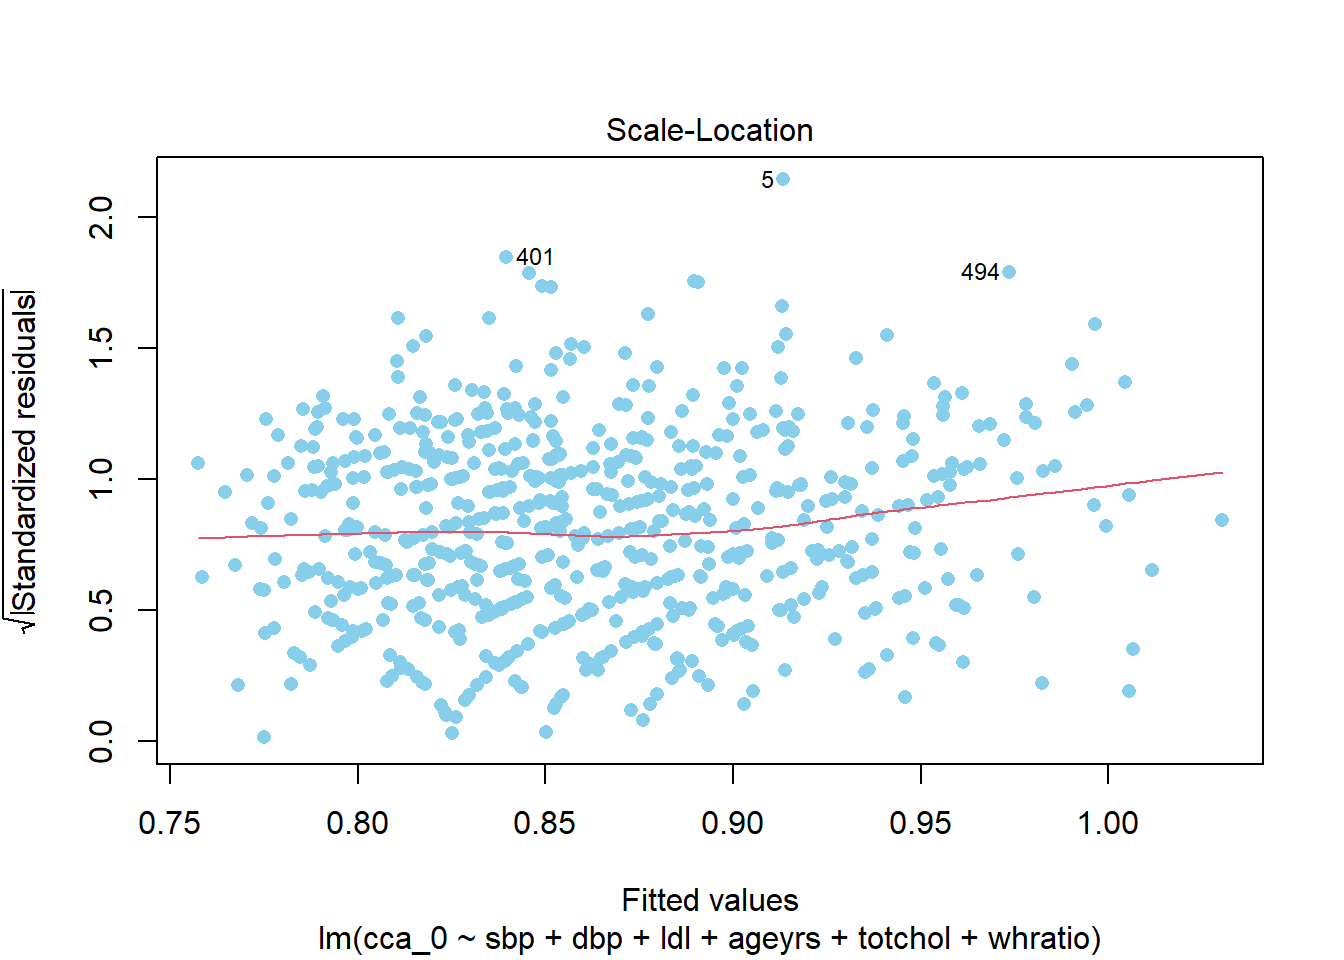 Scale-Location
√|Standardized residuals|
2.0
1.5
1.0
0.5
0.0
5
401
494
0.75 0.80 0.85 0.90 0.95 1.00
Fitted values
lm(cca_0 ~ sbp + dbp + ldl + ageyrs + totchol + whratio)